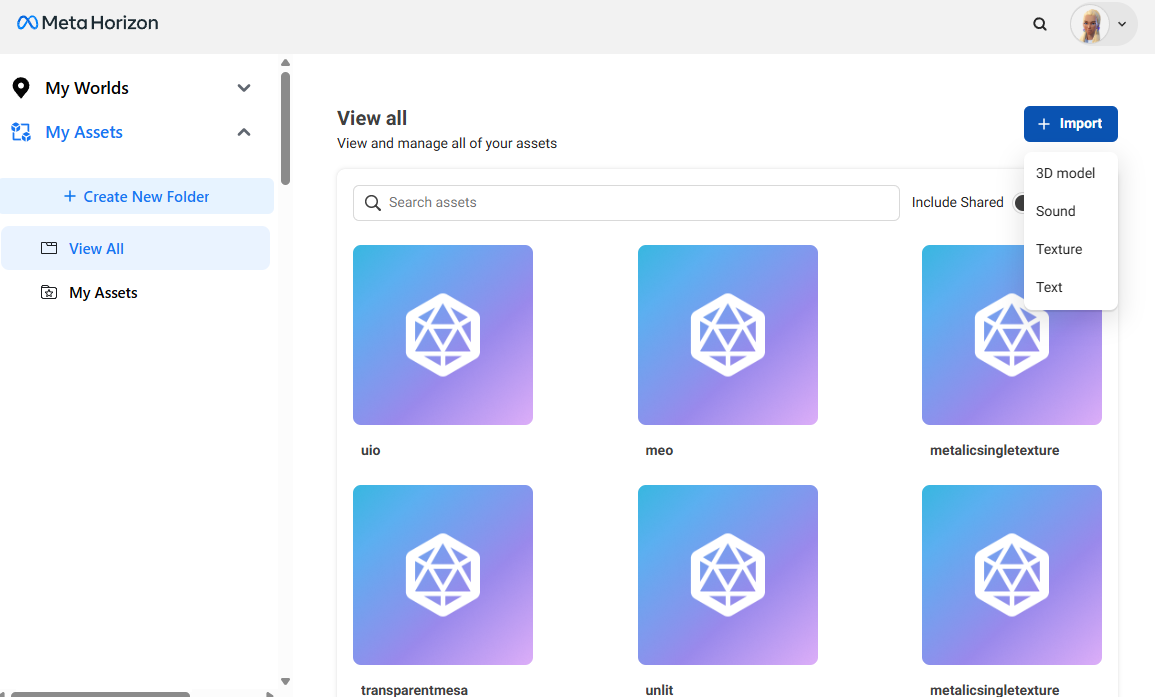 Meta Horizon
My Worlds
My Assets
+ Create New Folder
View All
My Assets
View all
View and manage all of your assets
+ Import
3D model
Sound
Texture
Text
Search assets
Include Shared
uio
meo
metalicsingletexture
transparentmesa
unlit
metalicsingletexture